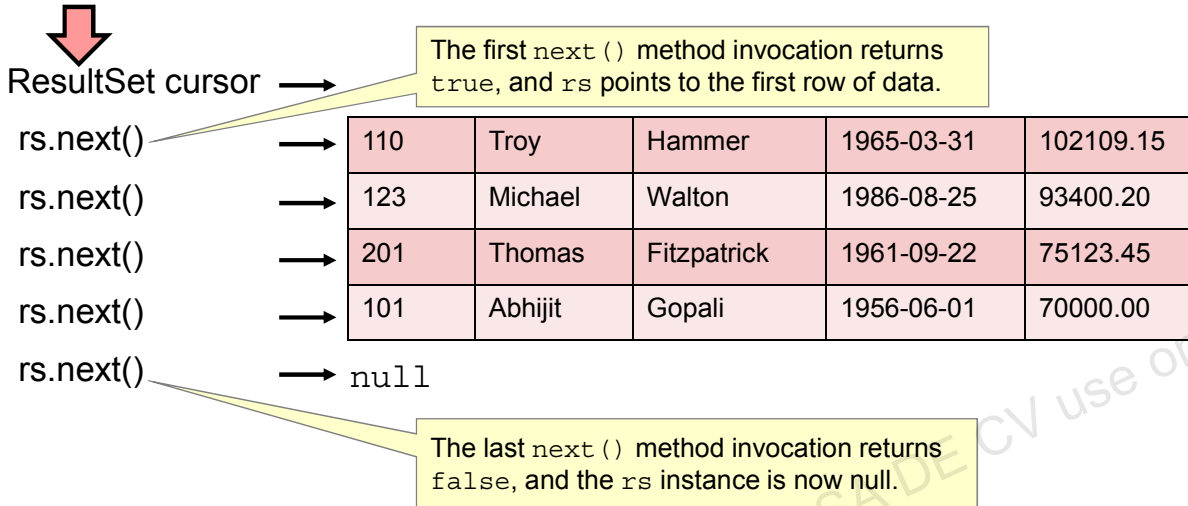 The first next() method invocation returns
true, and rs points to the first row of data.
ResultSet cursor
rs.next()
110 Troy Hammer 1965-03-31 102109.15
rs.next()
123 Michael Walton 1986-08-25 93400.20
rs.next()
201 Thomas Fitzpatrick 1961-09-22 75123.45
rs.next()
101 Abhijit Gopali 1956-06-01 70000.00
rs.next()
null
The last next() method invocation returns
false, and the rs instance is now null.
DE CV use